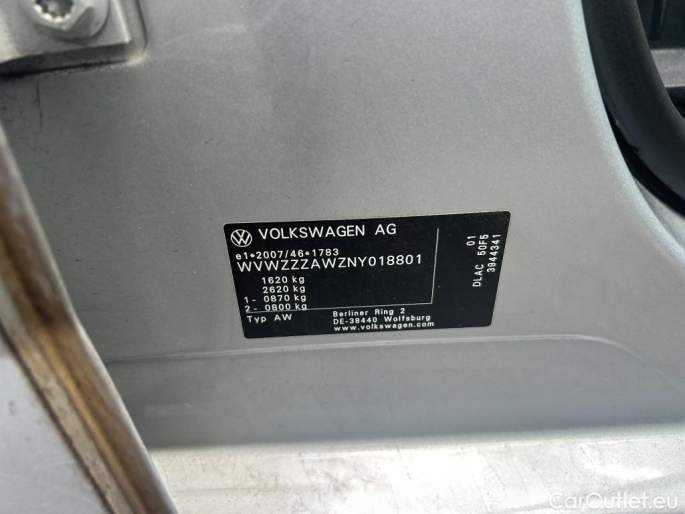 VOLKSWAGEN AG
e1*2007/46*1783
WVWZZZAWZNY018801
1620 kg
2620 kg
1- 0870 kg
2- 0800 kg
Typ AW
Berliner Ring 2
DE-38440 Wolfsburg
www.volkswagen.com
01
DLAC 50F5
3944341
CarOutlet.eu